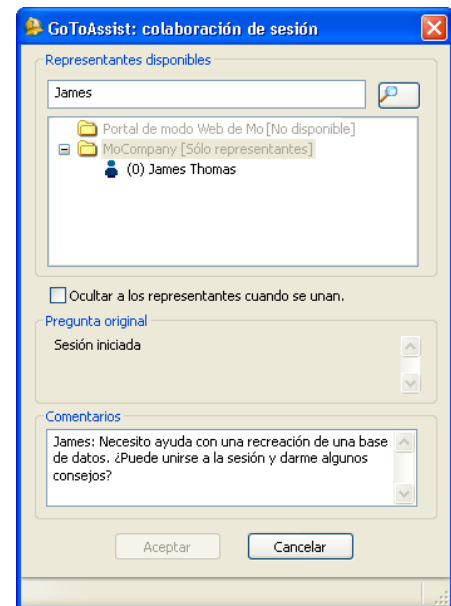 GoToAssist: colaboración de sesión
Representantes disponibles
James
Portal de modo Web de Mo [No disponible]
MoCompany [Sólo representantes]
(0) James Thomas
Ocultar a los representantes cuando se unan.
Pregunta original
Sesión iniciada
Comentarios
James: Necesito ayuda con una recreación de una base
de datos. ¿Puede unirse a la sesión y darme algunos
consejos?
Aceptar
Cancelar